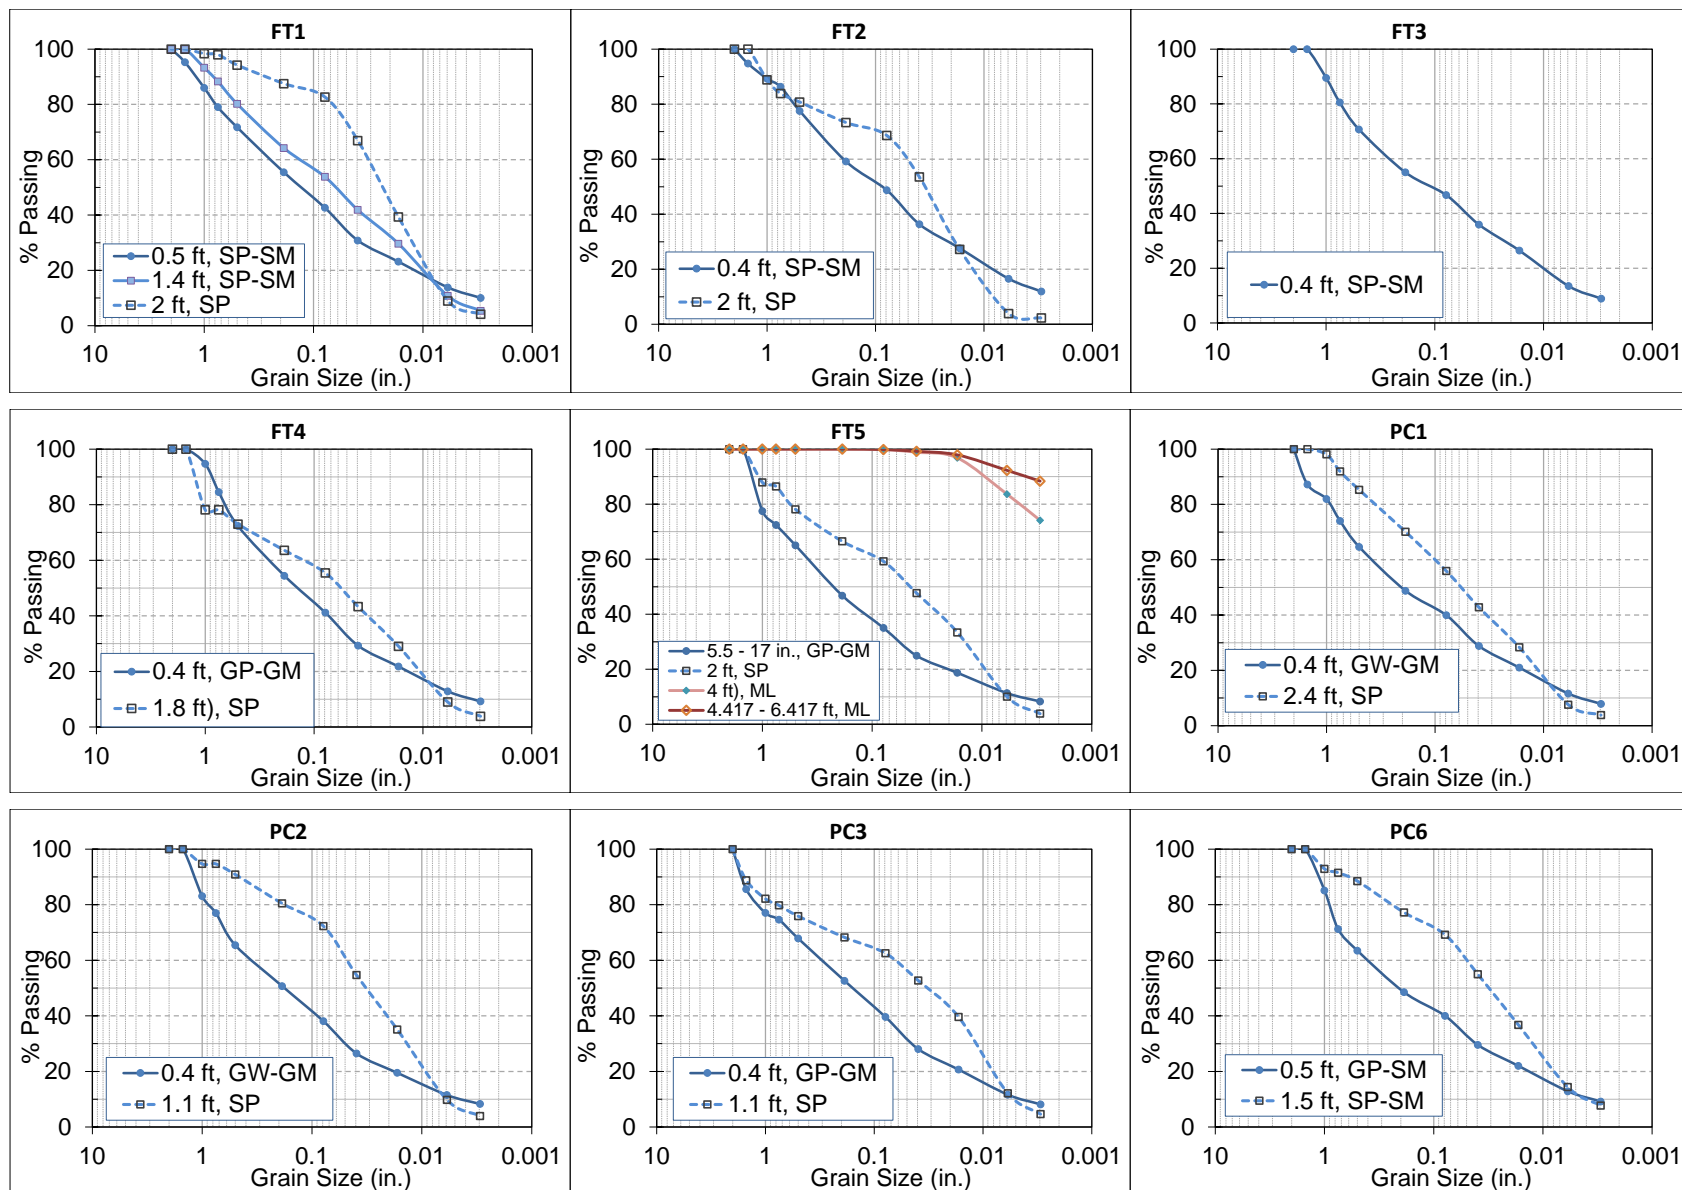 FT1
% Passing
100
80
60
40
20
0
0.5 ft, SP-SM
1.4 ft, SP-SM
2 ft, SP
10 1 0.1 0.01 0.001
Grain Size (in.)
FT2
% Passing
100
80
60
40
20
0
0.4 ft, SP-SM
2 ft, SP
10 1 0.1 0.01 0.001
Grain Size (in.)
FT3
% Passing
100
80
60
40
20
0
0.4 ft, SP-SM
10 1 0.1 0.01 0.001
Grain Size (in.)
FT4
% Passing
100
80
60
40
20
0
0.4 ft, GP-GM
1.8 ft), SP
10 1 0.1 0.01 0.001
Grain Size (in.)
FT5
% Passing
100
80
60
40
20
0
5.5 - 17 in., GP-GM
2 ft, SP
4 ft), ML
4.417 - 6.417 ft, ML
10 1 0.1 0.01 0.001
Grain Size (in.)
PC1
% Passing
100
80
60
40
20
0
0.4 ft, GW-GM
2.4 ft, SP
10 1 0.1 0.01 0.001
Grain Size (in.)
PC2
% Passing
100
80
60
40
20
0
0.4 ft, GW-GM
1.1 ft, SP
10 1 0.1 0.01 0.001
Grain Size (in.)
PC3
% Passing
100
80
60
40
20
0
0.4 ft, GP-GM
1.1 ft, SP
10 1 0.1 0.01 0.001
Grain Size (in.)
PC6
% Passing
100
80
60
40
20
0
0.5 ft, GP-SM
1.5 ft, SP-SM
10 1 0.1 0.01 0.001
Grain Size (in.)